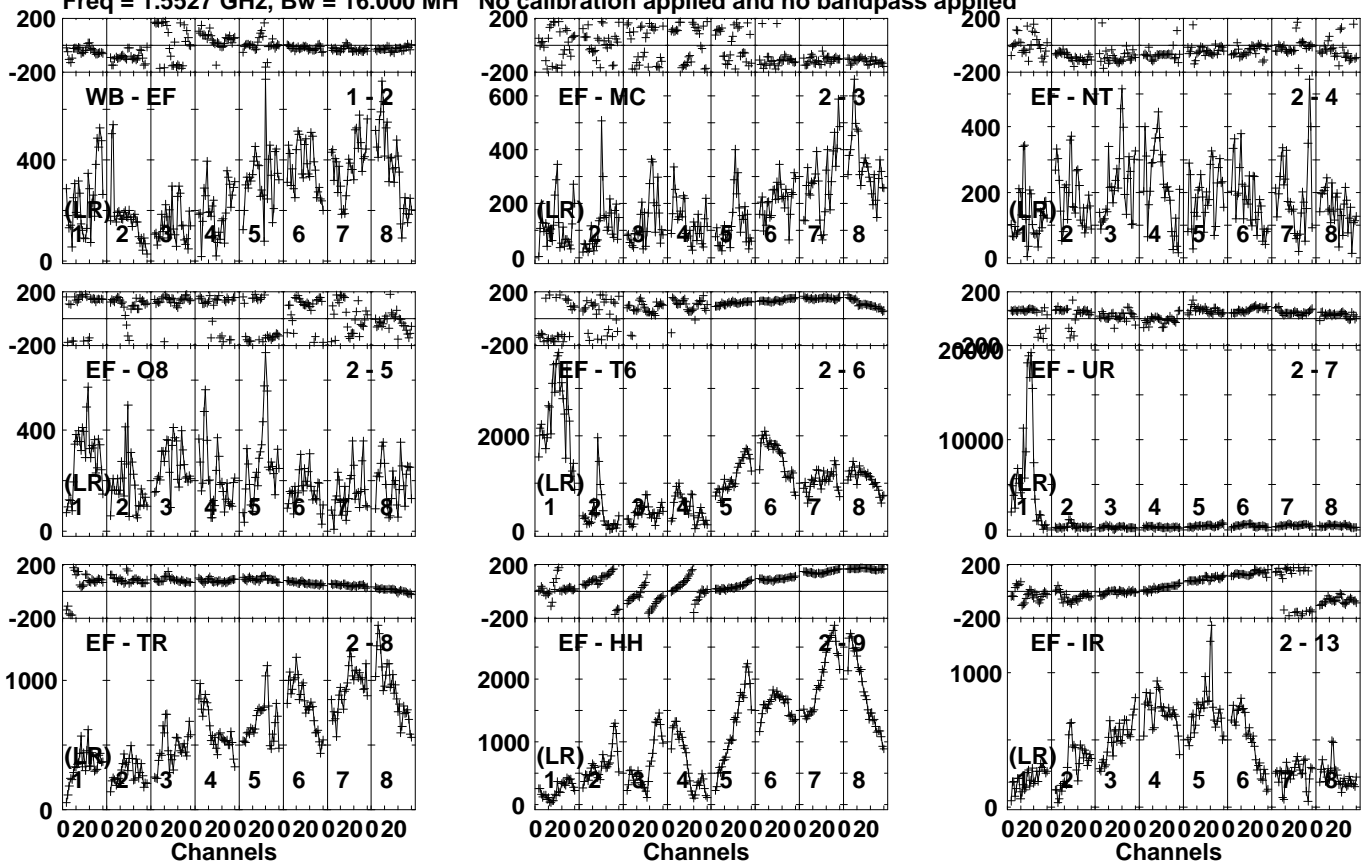 Freq = 1.5527 GHz, Bw = 16.000 MH No calibration applied and no bandpass applied
200
-200
WB - EF 1 - 2
400
0
(LR)
1 2 3 4 5 6 7 8
200
-200
EF - MC 2 - 3
600
400
200
0
(LR)
1 2 3 4 5 6 7 8
200
-200
EF - NT 2 - 4
400
200
0
(LR)
1 2 3 4 5 6 7 8
200
-200
EF - O8 2 - 5
400
0
(LR)
1 2 3 4 5 6 7 8
200
-200
EF - T6 2 - 6
2000
0
(LR)
1 2 3 4 5 6 7 8
200
-200
20000
EF - UR 2 - 7
10000
0
(LR)
1 2 3 4 5 6 7 8
200
-200
EF - TR 2 - 8
1000
0
(LR)
1 2 3 4 5 6 7 8
200
-200
EF - HH 2 - 9
2000
1000
0
(LR)
1 2 3 4 5 6 7 8
200
-200
EF - IR 2 - 13
1000
0
(LR)
1 2 3 4 5 6 7 8
0 20 0 20 0 20 0 20 0 20 0 20 0 20 0 20
Channels
0 20 0 20 0 20 0 20 0 20 0 20 0 20 0 20
Channels
0 20 0 20 0 20 0 20 0 20 0 20 0 20 0 20
Channels